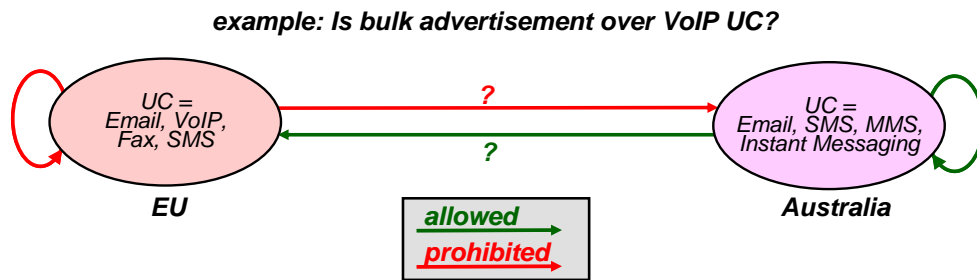 example: Is bulk advertisement over VoIP UC?
UC =
Email, VoIP,
Fax, SMS
?
?
UC =
Email, SMS, MMS,
Instant Messaging
EU
Australia
allowed
prohibited